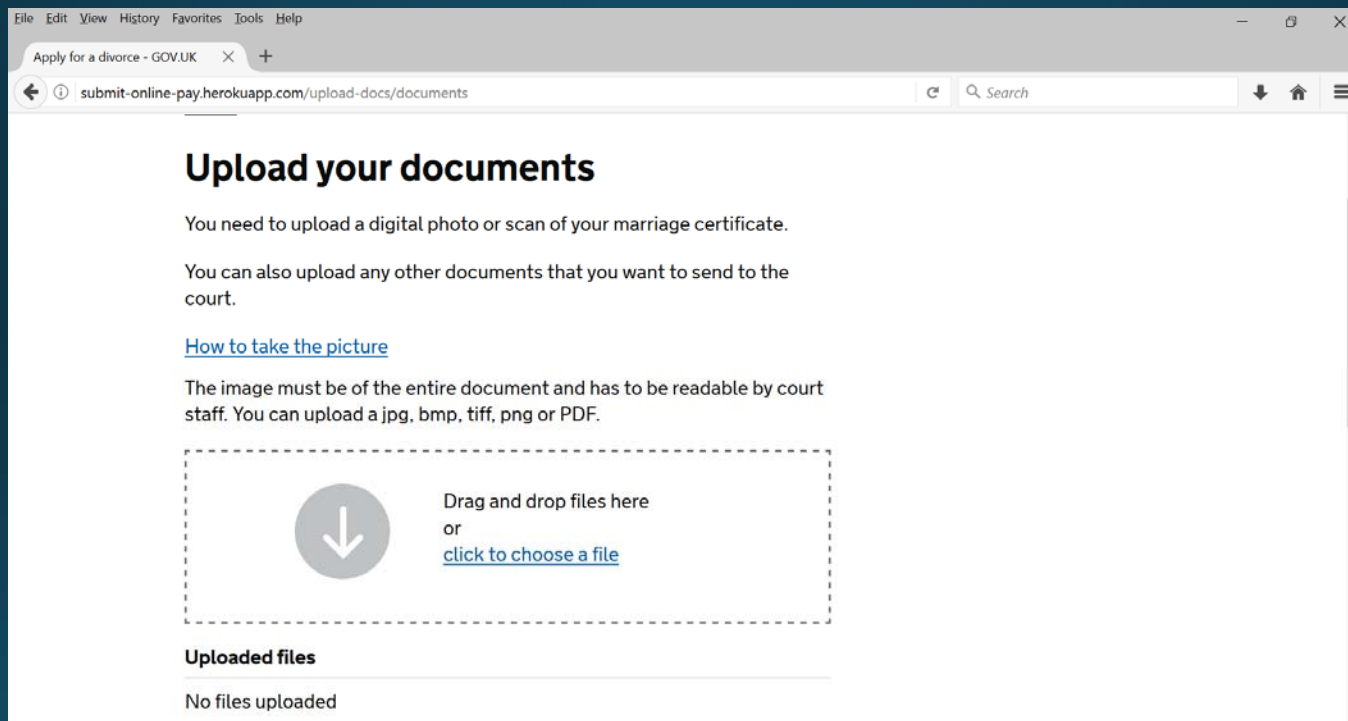 File Edit View History Favorites Tools Help
Apply for a divorce - GOV.UK
submit-online-pay.herokuapp.com/upload-docs/documents
Search
Upload your documents
You need to upload a digital photo or scan of your marriage certificate.
You can also upload any other documents that you want to send to the
court.
How to take the picture
The image must be of the entire document and has to be readable by court
staff. You can upload a jpg, bmp, tiff, png or PDF.
Drag and drop files here
or
click to choose a file
Uploaded files
No files uploaded